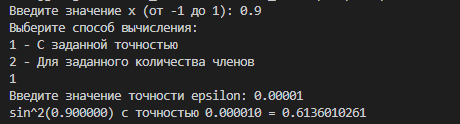 Введите значение x (от -1 до 1): 0.9
Выберите способ вычисления:
1 - С заданной точностью
2 - Для заданного количества членов
1
Введите значение точности epsilon: 0.00001
sin^2(0.900000) с точностью 0.000010 = 0.6136010261